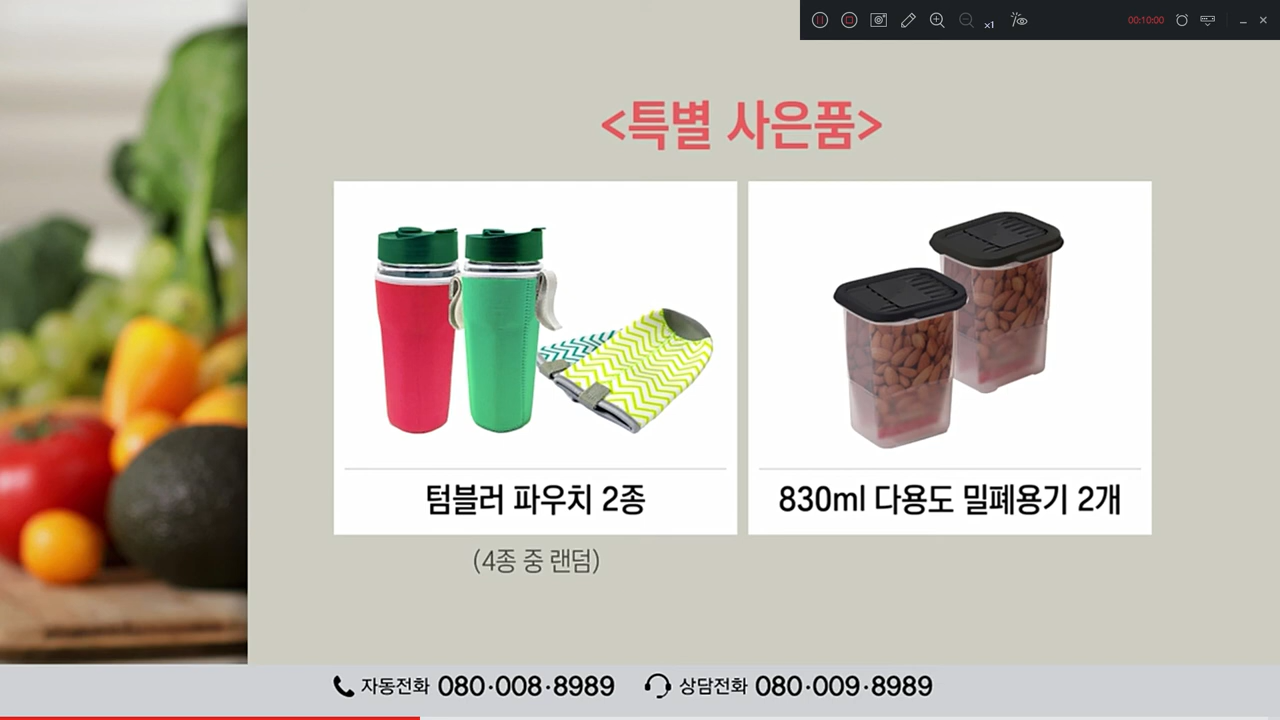 x1
00:10:00
<특별 사은품>
텀블러 파우치 2종
830ml 다용도 밀폐용기 2개
(4종 중 랜덤)
자동전화 080·008·8989
상담전화 080·009·8989